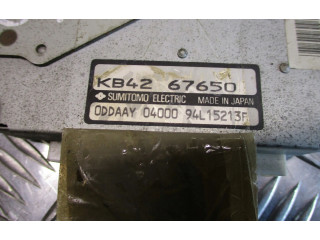 KB42 67650
SUMITOMO ELECTRIC MADE IN JAPAN
ODDAAY 04000 94L15213F